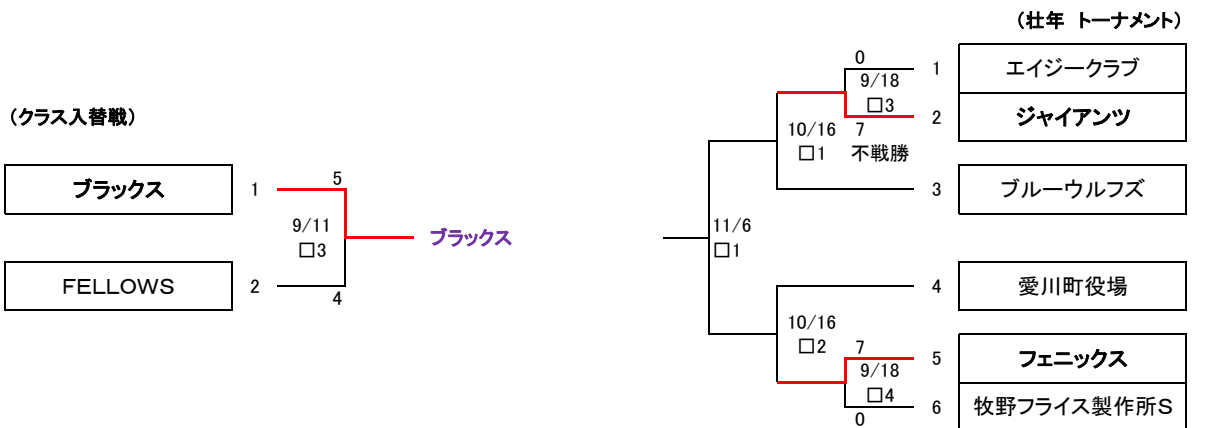 （壮年 トーナメント）
0
1 エイジークラブ
9/18
□3
2 ジャイアンツ
10/16 7
□1 不戦勝
3 ブルーウルフズ
（クラス入替戦）
ブラックス 1 5
9/11
□3
ブラックス
FELLOWS 2
4
11/6
□1
4 愛川町役場
10/16
□2 7
5 フェニックス
9/18
□4
6 牧野フライス製作所S
0